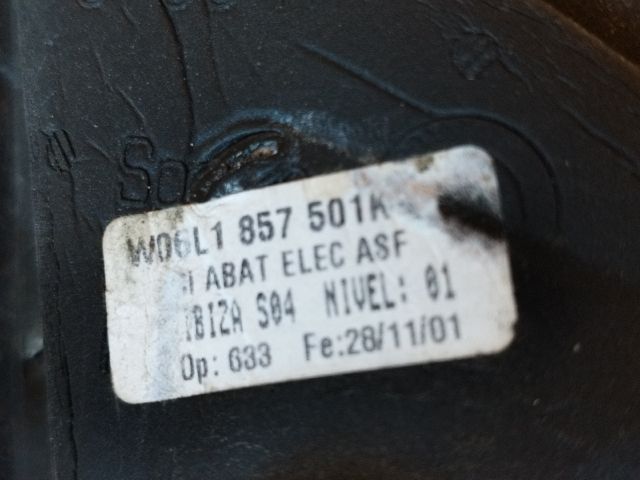 W06L1 857 501K
ABAT ELEC ASF
IBIZA S04 NIVEL: 01
Op: 633 Fe:28/11/01